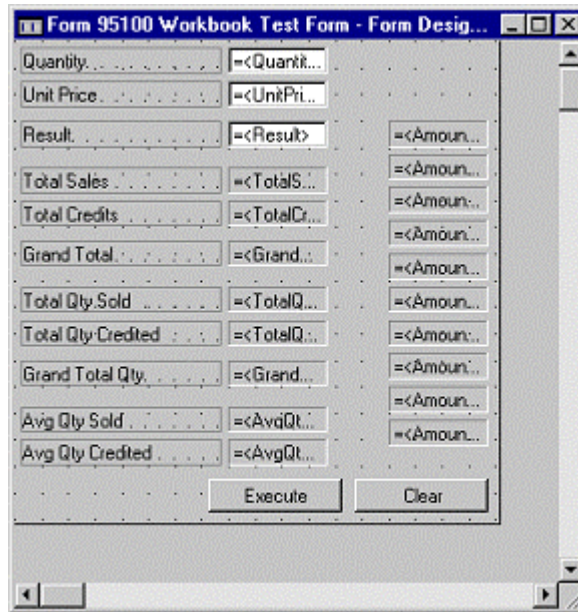 Form 95100 Workbook Test Form - Form Desig...
Quantity. =<Quantit...
Unit Price =<UnitPri...
Result. =<Result> =<Amoun...
=<Amoun...
Total Sales =<TotalS...
=<Amoun...
Total Credits =<TotalCr...
=<Amoun...
Grand Total. =<Grand...
=<Amoun...
Total Qty Sold =<TotalQ... =<Amoun...
Total Qty Credited =<TotalQ... =<Amoun...
=<Amoun...
Grand Total Qty. =<Grand...
=<Amoun...
Avg Qty Sold =<AvgQt...
=<Amoun...
Avg Qty Credited =<AvgQt...
Execute Clear